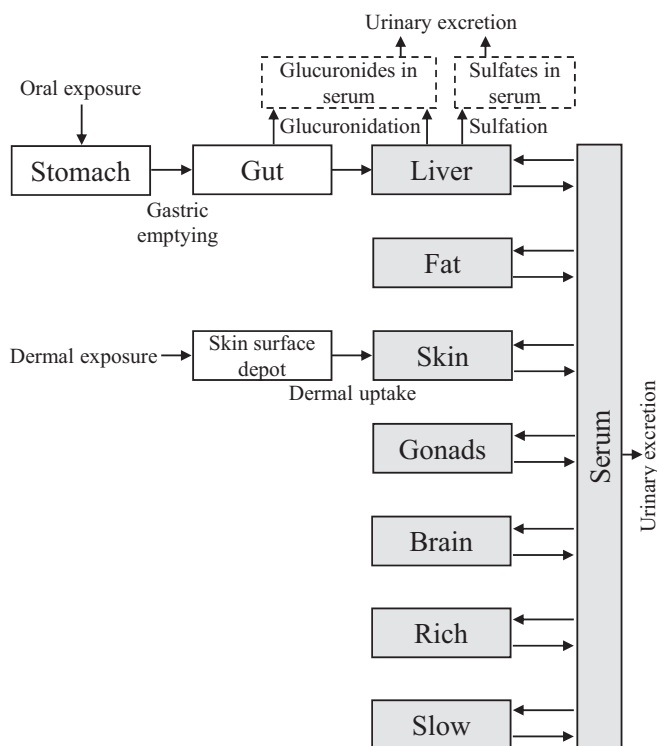 Urinary excretion
Glucuronides in
serum
Sulfates in
serum
Oral exposure
Glucuronidation
Sulfation
Stomach
Gut
Liver
Gastric
emptying
Fat
Dermal exposure
Skin surface
depot
Skin
Dermal uptake
Gonads
Serum
Urinary excretion
Brain
Rich
Slow